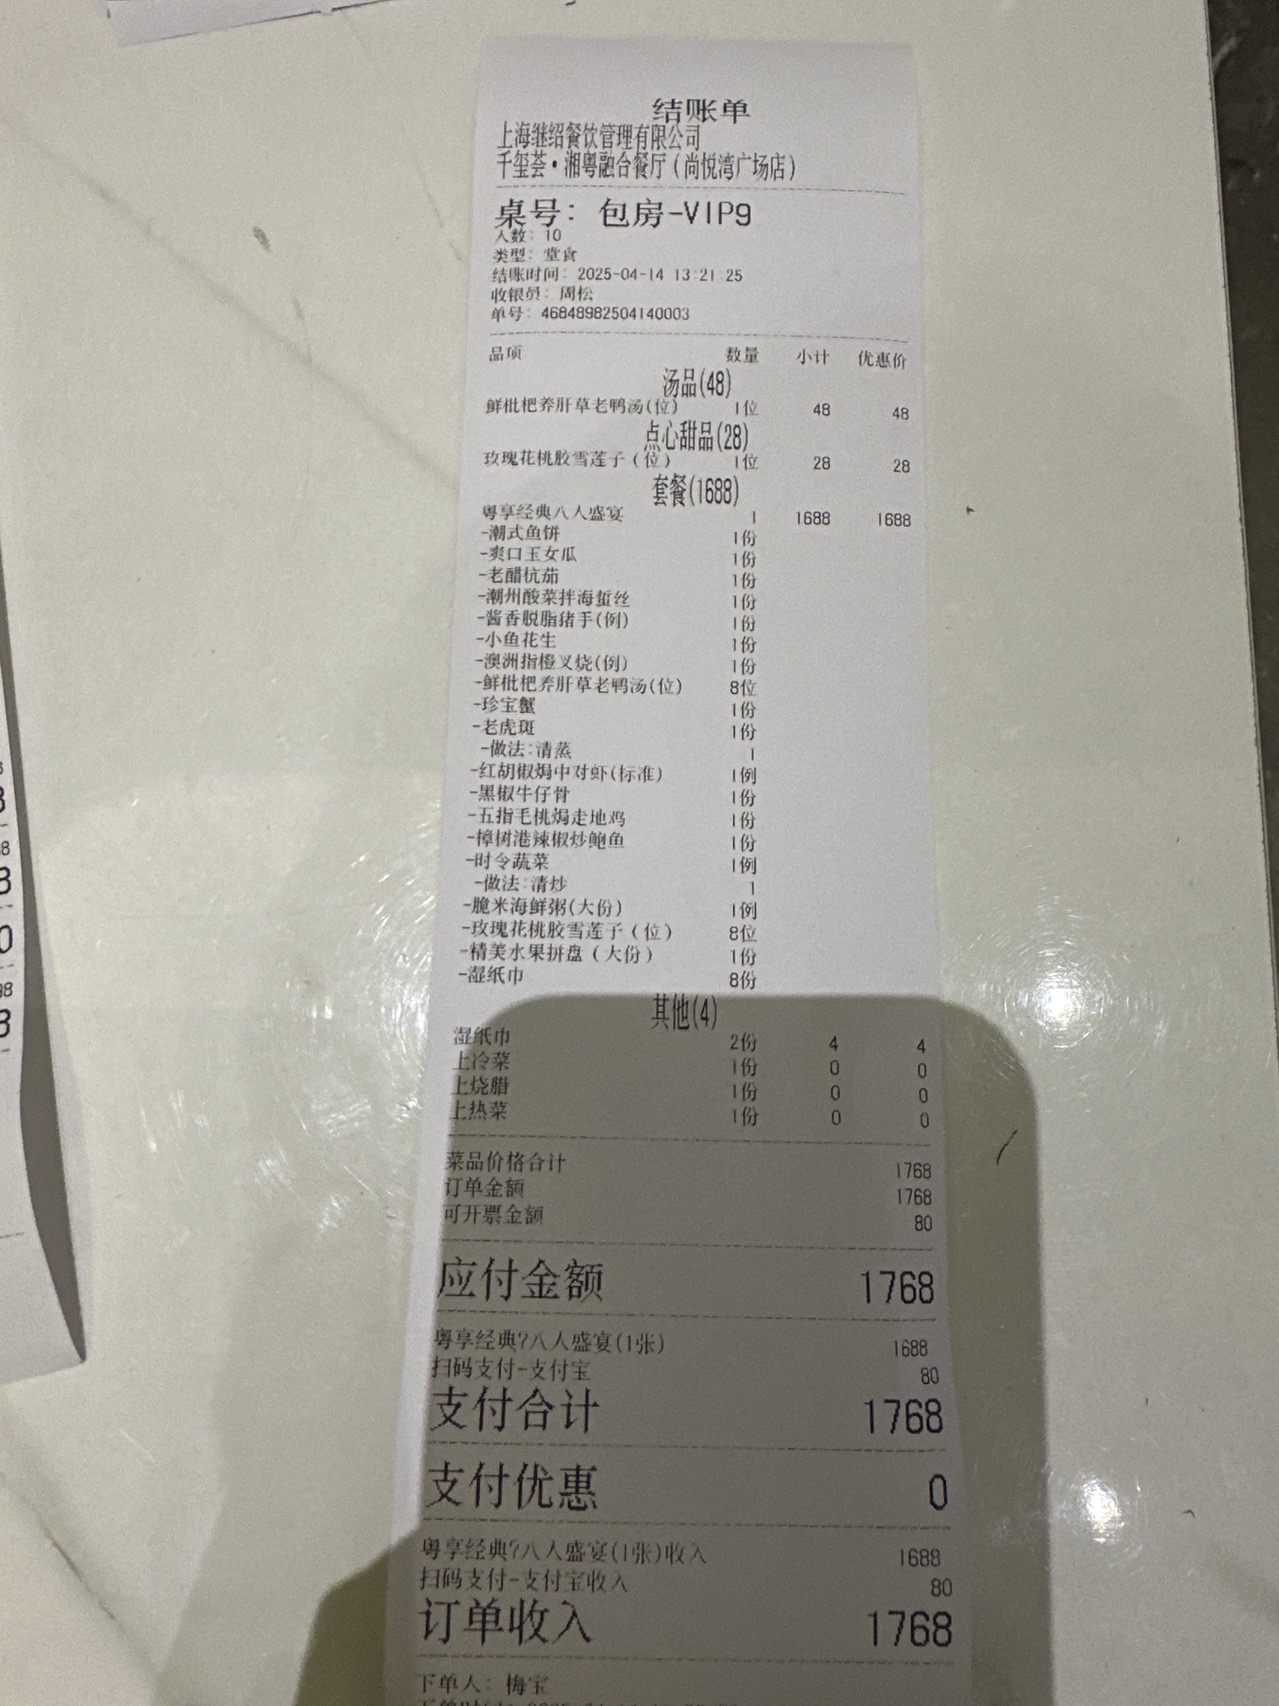 结账单
上海继绍餐饮管理有限公司
千玺荟·湘粤融合餐厅(尚悦湾广场店)
桌号: 包房-VIP9
人数: 10
类型: 堂食
结账时间: 2025-04-14 13:21:25
收银员: 周松
单号: 46848982504140003
品项 数量 小计 优惠价
汤品(48)
鲜枇杷养肝草老鸭汤(位) 1位 48 48
点心甜品(28)
玫瑰花桃胶雪莲子(位) 1位 28 28
套餐(1688)
粤享经典八人盛宴 1 1688 1688
-潮式鱼饼 1份
-爽口玉女瓜 1份
-老醋杭茄 1份
-潮州酸菜拌海蜇丝 1份
-酱香脱脂猪手(例) 1份
-小鱼花生 1份
-澳洲指橙叉烧(例) 1份
-鲜枇杷养肝草老鸭汤(位) 8位
-珍宝蟹 1份
-老虎斑 1份
-做法:清蒸 1
-红胡椒焗中对虾(标准) 1例
-黑椒牛仔骨 1份
-五指毛桃焗走地鸡 1份
-樟树港辣椒炒鲍鱼 1份
-时令蔬菜 1例
-做法:清炒 1
-脆米海鲜粥(大份) 1例
-玫瑰花桃胶雪莲子(位) 8位
-精美水果拼盘(大份) 1份
-湿纸巾 8份
其他(4)
湿纸巾 2份 4 4
上冷菜 1份 0 0
上烧腊 1份 0 0
上热菜 1份 0 0
菜品价格合计 1768
订单金额 1768
可开票金额 80
应付金额 1768
粤享经典?八人盛宴(1张) 1688
扫码支付-支付宝 80
支付合计 1768
支付优惠 0
粤享经典?八人盛宴(1张)收入 1688
扫码支付-支付宝收入 80
订单收入 1768
下单人: 梅宝